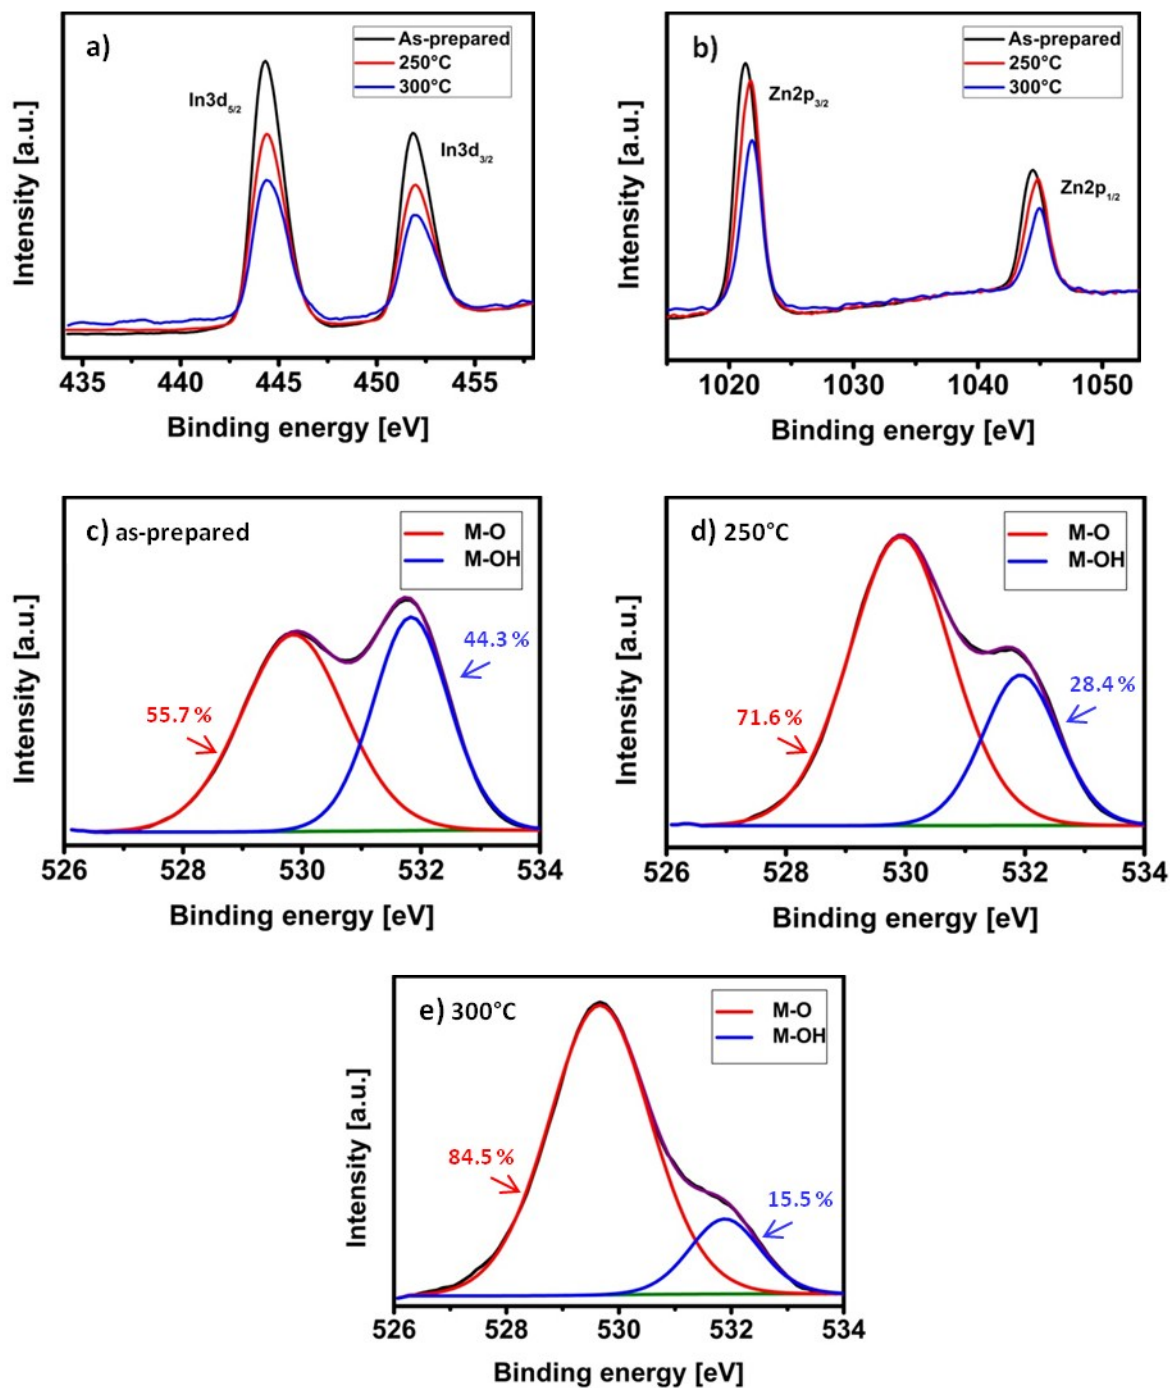 a)
As-prepared
250°C
300°C
In3d5/2
In3d3/2
Intensity [a.u.]
435 440 445 450 455
Binding energy [eV]
b)
As-prepared
250°C
300°C
Zn2p3/2
Zn2p1/2
Intensity [a.u.]
1020 1030 1040 1050
Binding energy [eV]
c) as-prepared
M-O
M-OH
44.3 %
55.7 %
Intensity [a.u.]
526 528 530 532 534
Binding energy [eV]
d) 250°C
M-O
M-OH
28.4 %
71.6 %
Intensity [a.u.]
526 528 530 532 534
Binding energy [eV]
e) 300°C
M-O
M-OH
84.5 %
15.5 %
Intensity [a.u.]
526 528 530 532 534
Binding energy [eV]